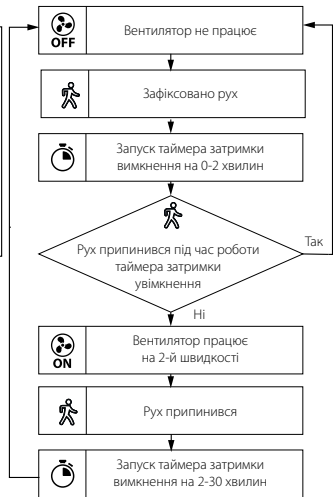 OFF
Вентилятор не працює
Зафіксовано рух
Запуск таймера затримки
вимкнення на 0-2 хвилин
Рух припинився під час роботи
таймера затримки
увімкнення
Так
Ні
ON
Вентилятор працює
на 2-й швидкості
Рух припинився
Запуск таймера затримки
вимкнення на 2-30 хвилин